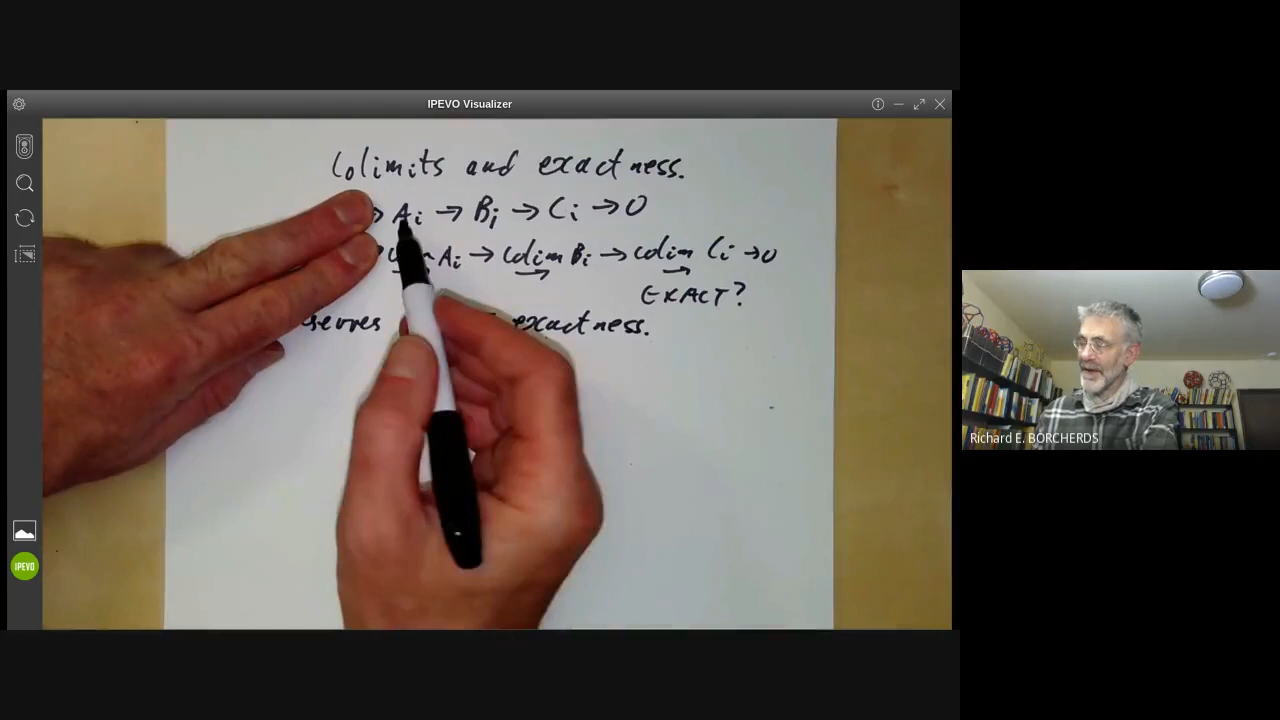 IPEVO Visualizer
Colimits and exactness.
→ Ai → Bi → Ci → 0
Ai → colim Bi → colim Ci → 0
EXACT?
exactness.
Richard E. BORCHERDS
IPEVO